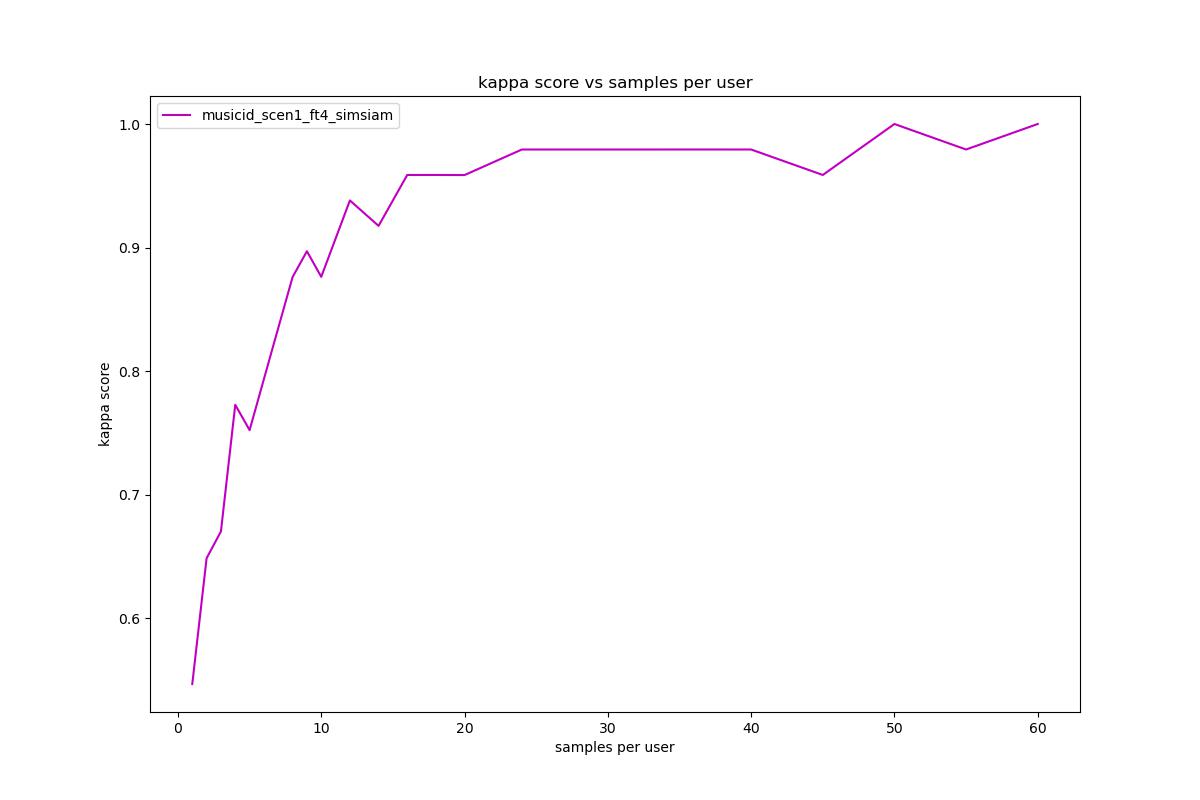 kappa score vs samples per user
musicid_scen1_ft4_simsiam
1.0
0.9
0.8
0.7
0.6
kappa score
0 10 20 30 40 50 60
samples per user